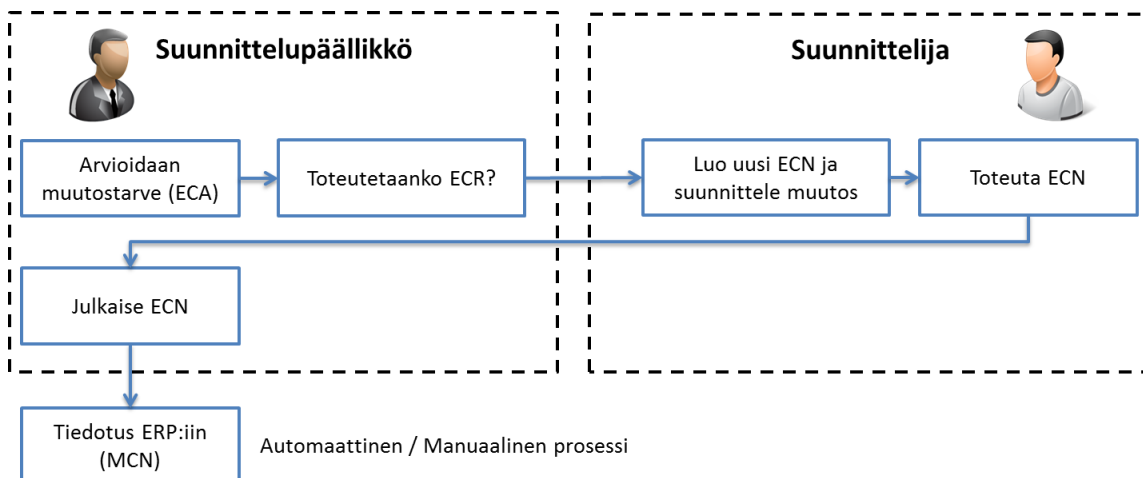 Suunnittelupäällikkö
Suunnittelija
Arvioidaan
muutostarve (ECA)
Toteutetaanko ECR?
Luo uusi ECN ja
suunnittele muutos
Toteuta ECN
Julkaise ECN
Tiedotus ERP:iin
(MCN)
Automaattinen / Manuaalinen prosessi